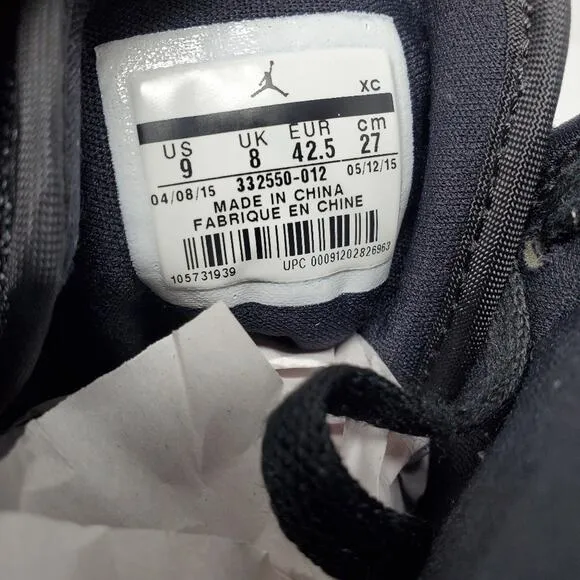 XC
US UK EUR cm
9 8 42.5 27
04/08/15 332550-012 05/12/15
MADE IN CHINA
FABRIQUE EN CHINE
105731939 UPC 00091202826963